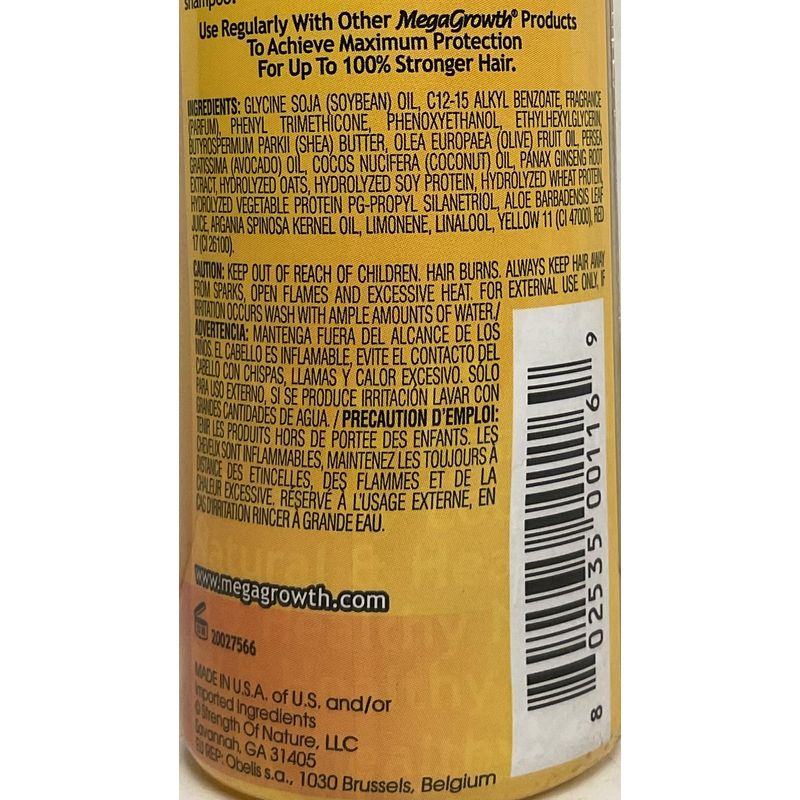 shampoo.
Use Regularly With Other MegaGrowth® Products
To Achieve Maximum Protection
For Up To 100% Stronger Hair.
INGREDIENTS: GLYCINE SOJA (SOYBEAN) OIL, C12-15 ALKYL BENZOATE, FRAGRANCE
(PARFUM), PHENYL TRIMETHICONE, PHENOXYETHANOL, ETHYLHEXYLGLYCERIN,
BUTYROSPERMUM PARKII (SHEA) BUTTER, OLEA EUROPAEA (OLIVE) FRUIT OIL, PERSEA
GRATISSIMA (AVOCADO) OIL, COCOS NUCIFERA (COCONUT) OIL, PANAX GINSENG ROOT
EXTRACT, HYDROLYZED OATS, HYDROLYZED SOY PROTEIN, HYDROLYZED WHEAT PROTEIN,
HYDROLYZED VEGETABLE PROTEIN PG-PROPYL SILANETRIOL, ALOE BARBADENSIS LEAF
JUICE, ARGANIA SPINOSA KERNEL OIL, LIMONENE, LINALOOL, YELLOW 11 (CI 47000), RED
17 (CI 26100).
CAUTION: KEEP OUT OF REACH OF CHILDREN. HAIR BURNS. ALWAYS KEEP HAIR AWAY
FROM SPARKS, OPEN FLAMES AND EXCESSIVE HEAT. FOR EXTERNAL USE ONLY, IF
IRRITATION OCCURS WASH WITH AMPLE AMOUNTS OF WATER./
ADVERTENCIA: MANTENGA FUERA DEL ALCANCE DE LOS
NIÑOS. EL CABELLO ES INFLAMABLE, EVITE EL CONTACTO DEL
CABELLO CON CHISPAS, LLAMAS Y CALOR EXCESIVO. SÓLO
PARA USO EXTERNO, SI SE PRODUCE IRRITACIÓN LAVAR CON
GRANDES CANTIDADES DE AGUA. / PRECAUTION D'EMPLOI:
TENIR LES PRODUITS HORS DE PORTEE DES ENFANTS. LES
CHEVEUX SONT INFLAMMABLES, MAINTENEZ LES TOUJOURS À
DISTANCE DES ETINCELLES, DES FLAMMES ET DE LA
CHALEUR EXCESSIVE. RÉSERVÉ À L'USAGE EXTERNE, EN
CAS D'IRRITATION RINCER À GRANDE EAU.
Natural & Hea
www.megagrowth.com
20027566
MADE IN U.S.A. of U.S. and/or
Imported Ingredients
© Strength Of Nature, LLC
Savannah, GA 31405
EU REP: Obelis s.a., 1030 Brussels, Belgium
8 02535 00116 9